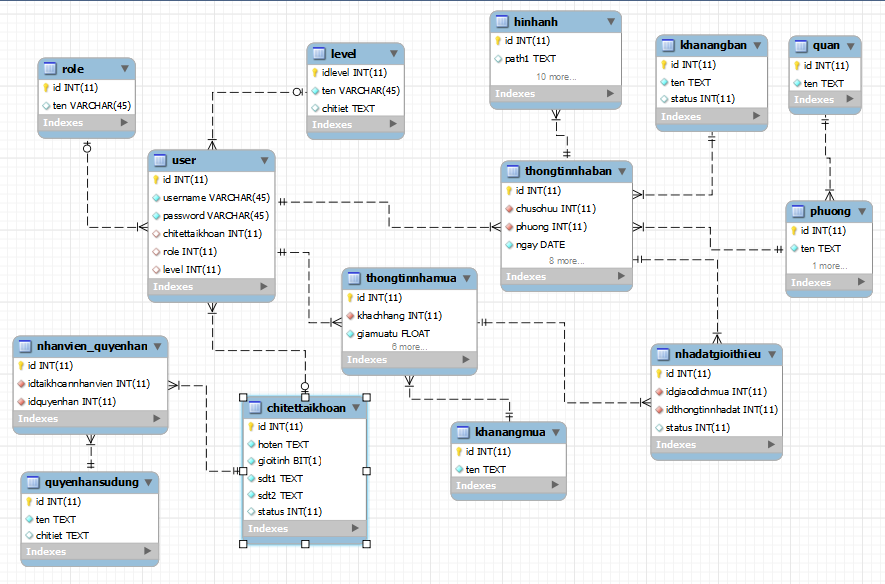 role
id INT(11)
ten VARCHAR(45)
Indexes
level
idlevel INT(11)
ten VARCHAR(45)
chitiet TEXT
Indexes
hinhanh
id INT(11)
path1 TEXT
10 more...
Indexes
khanangban
id INT(11)
ten TEXT
status INT(11)
Indexes
quan
id INT(11)
ten TEXT
Indexes
user
id INT(11)
username VARCHAR(45)
password VARCHAR(45)
chitettaikhoan INT(11)
role INT(11)
level INT(11)
Indexes
thongtinnhaban
id INT(11)
chusohuu INT(11)
phuong INT(11)
ngay DATE
8 more...
Indexes
phuong
id INT(11)
ten TEXT
1 more...
Indexes
thongtinnhamua
id INT(11)
khachhang INT(11)
giamuatu FLOAT
6 more...
Indexes
nhanvien_quyenhan
id INT(11)
idtaikhoannhanvien INT(11)
idquyenhan INT(11)
Indexes
nhadatgioithieu
id INT(11)
idgiaodichmua INT(11)
idthongtinnhadat INT(11)
status INT(11)
Indexes
chitettaikhoan
id INT(11)
hoten TEXT
gioitinh BIT(1)
sdt1 TEXT
sdt2 TEXT
status INT(11)
Indexes
khanangmua
id INT(11)
ten TEXT
Indexes
quyenhansudung
id INT(11)
ten TEXT
chitiet TEXT
Indexes